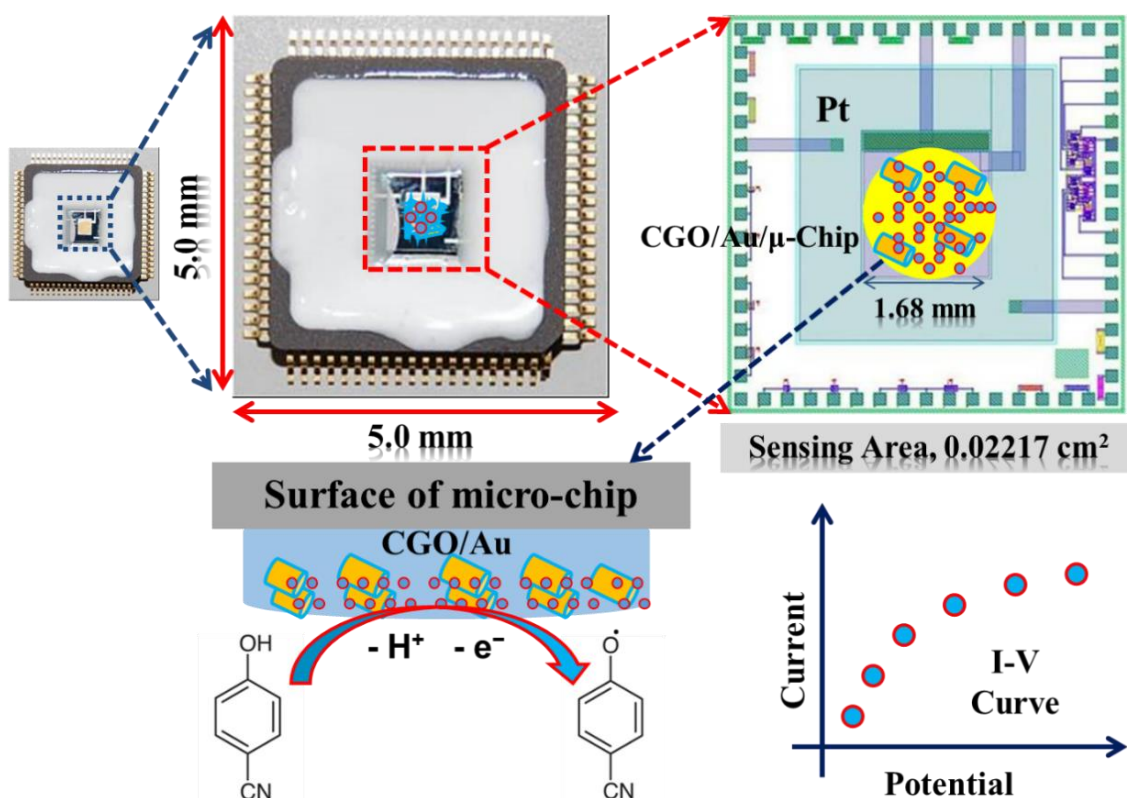 5.0 mm
5.0 mm
Pt
CGO/Au/μ-Chip
1.68 mm
Sensing Area, 0.02217 cm²
Surface of micro-chip
CGO/Au
- H⁺ - e⁻
OH
CN
O·
CN
Current
I-V
Curve
Potential